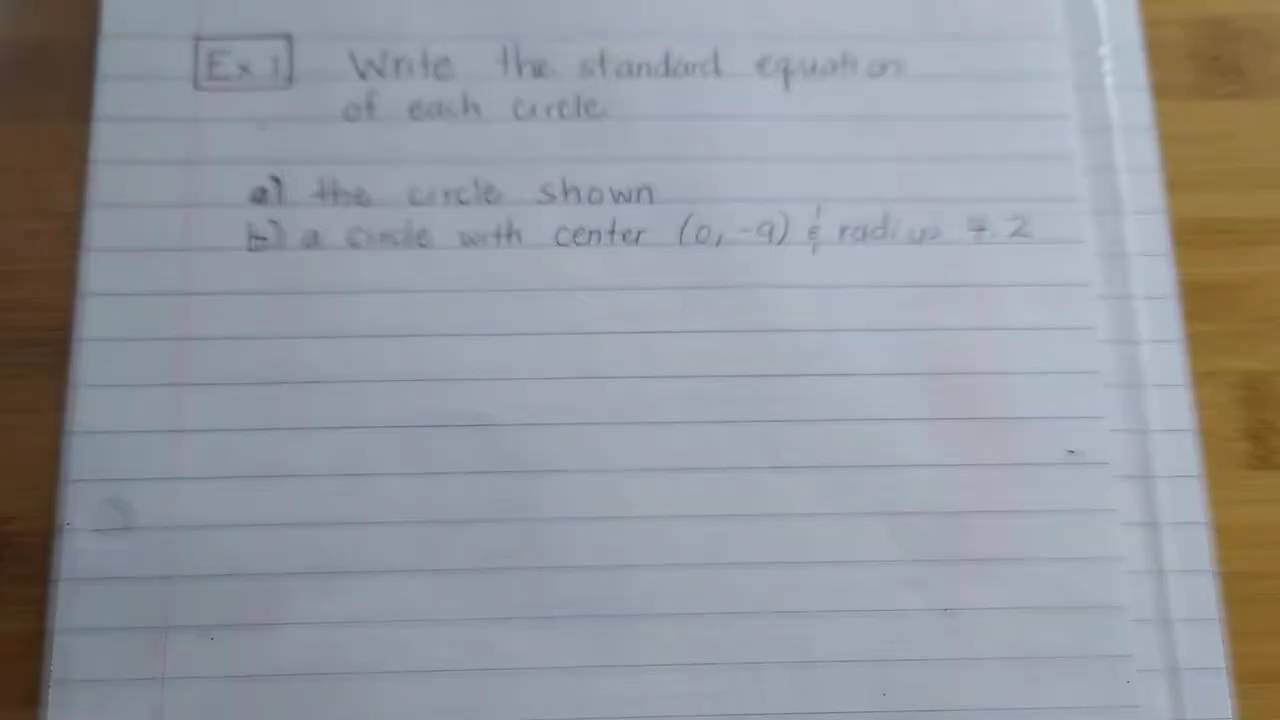 Ex 1 Write the standard equation
of each circle
a) the circle shown
b) a circle with center (0, -9) & radius 4.2